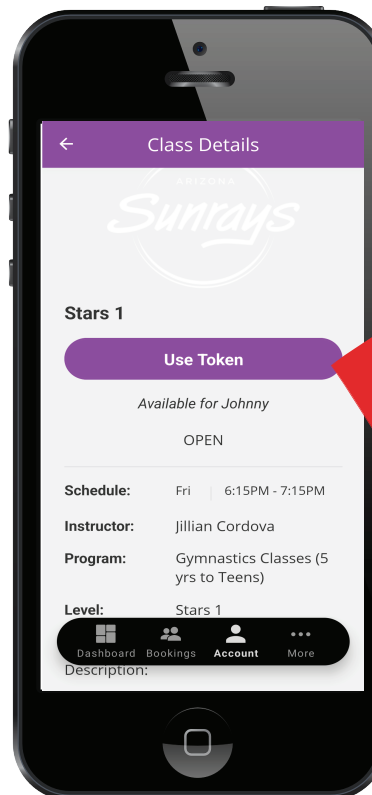 Class Details
ARIZONA
Sunrays
Stars 1
Use Token
Available for Johnny
OPEN
Schedule: Fri 6:15PM - 7:15PM
Instructor: Jillian Cordova
Program: Gymnastics Classes (5
yrs to Teens)
Level: Stars 1
Dashboard Bookings Account More
Description: